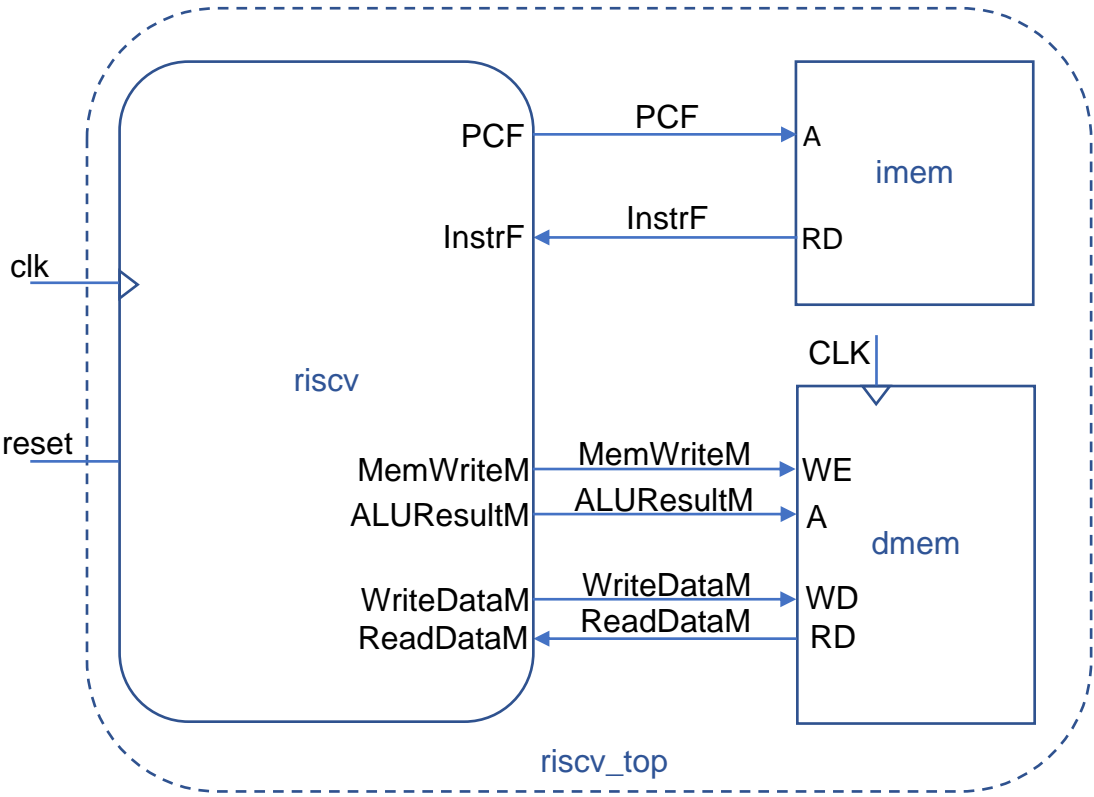 PCF PCF A
imem
InstrF InstrF RD
clk
CLK
riscv
reset
MemWriteM MemWriteM WE
ALUResultM ALUResultM A
dmem
WriteDataM WriteDataM WD
ReadDataM ReadDataM RD
riscv_top